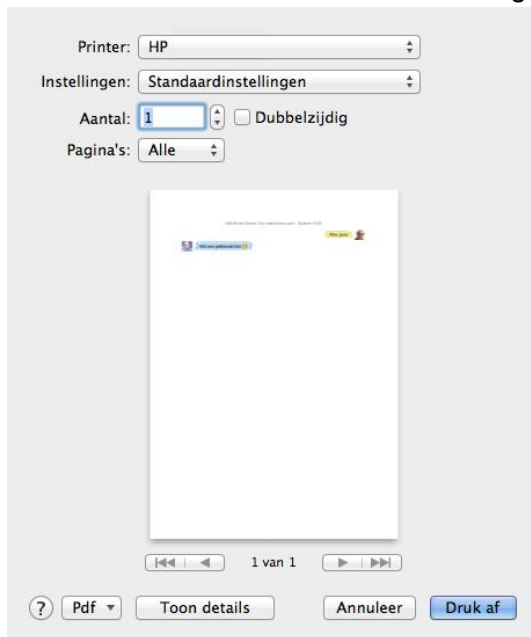 Printer: HP
Instellingen: Standaardinstellingen
Aantal: 1 Dubbelzijdig
Pagina's: Alle
1 van 1
? Pdf Toon details Annuleer Druk af